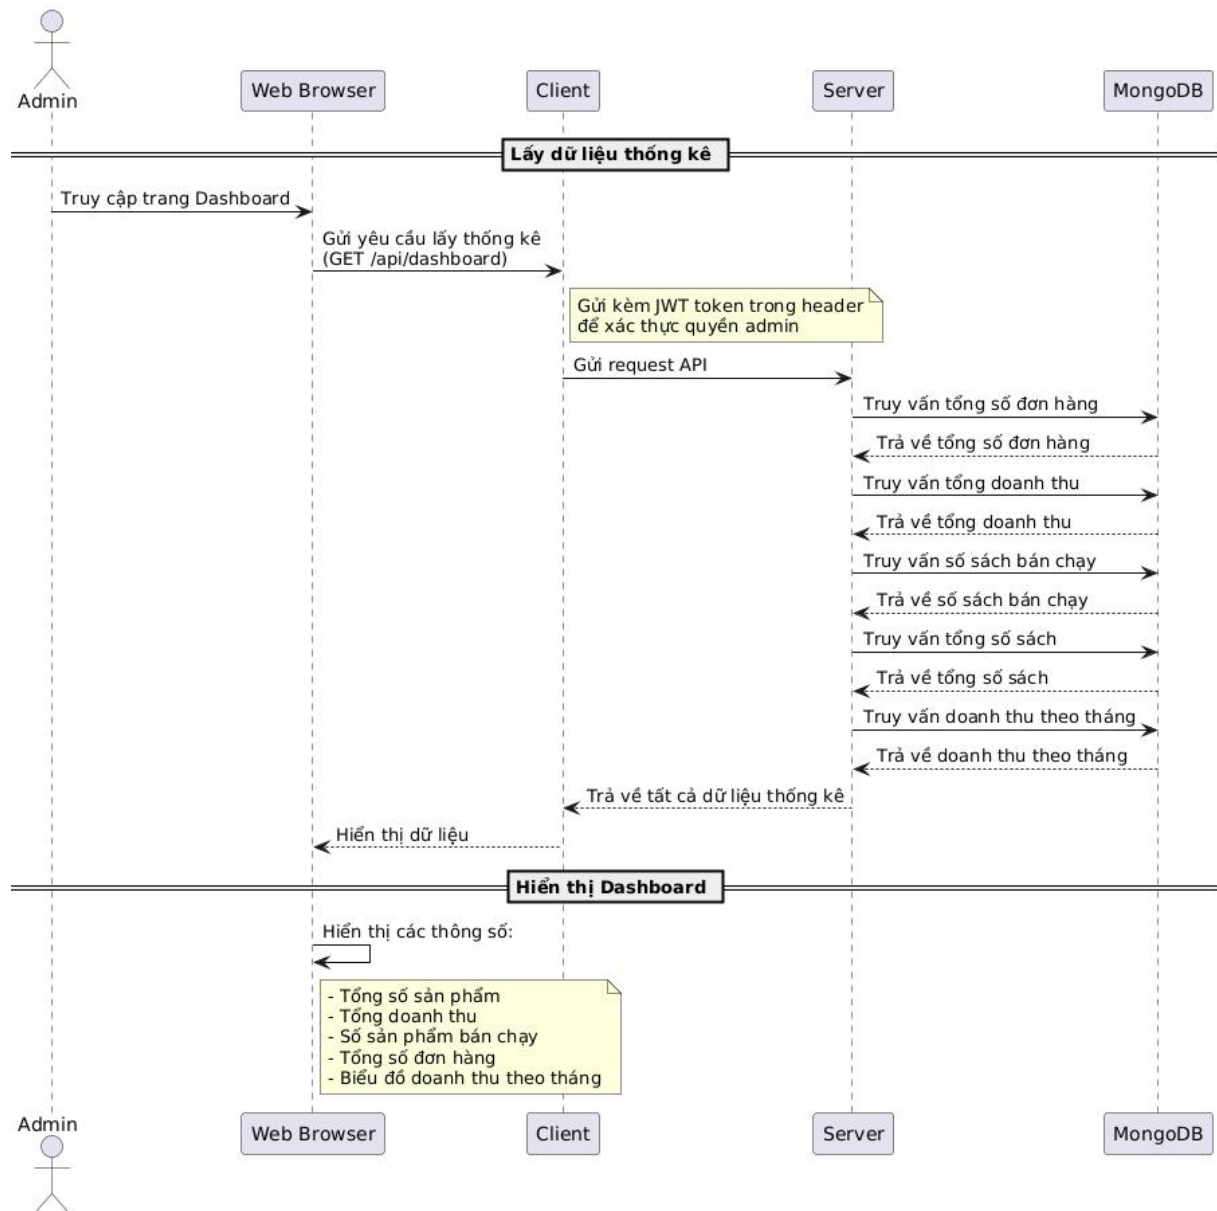 Admin
Web Browser
Client
Server
MongoDB
Lấy dữ liệu thống kê
Truy cập trang Dashboard
Gửi yêu cầu lấy thống kê
(GET /api/dashboard)
Gửi kèm JWT token trong header
để xác thực quyền admin
Gửi request API
Truy vấn tổng số đơn hàng
Trả về tổng số đơn hàng
Truy vấn tổng doanh thu
Trả về tổng doanh thu
Truy vấn số sách bán chạy
Trả về số sách bán chạy
Truy vấn tổng số sách
Trả về tổng số sách
Truy vấn doanh thu theo tháng
Trả về doanh thu theo tháng
Trả về tất cả dữ liệu thống kê
Hiển thị dữ liệu
Hiển thị Dashboard
Hiển thị các thông số:
- Tổng số sản phẩm
- Tổng doanh thu
- Số sản phẩm bán chạy
- Tổng số đơn hàng
- Biểu đồ doanh thu theo tháng
Admin
Web Browser
Client
Server
MongoDB